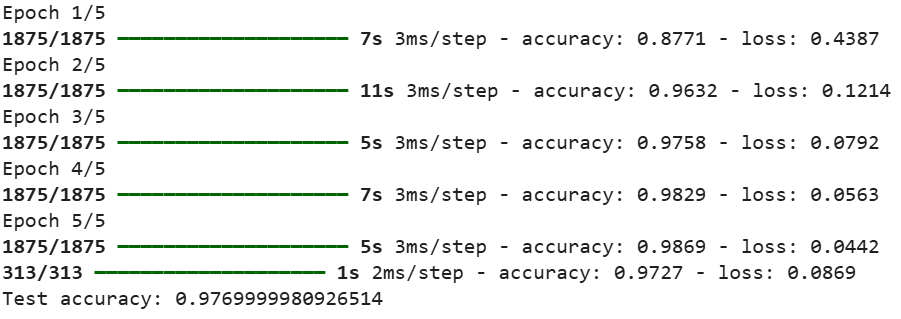 Epoch 1/5
1875/1875 ━━━━━━━━━━━━━━━━━━━━ 7s 3ms/step - accuracy: 0.8771 - loss: 0.4387
Epoch 2/5
1875/1875 ━━━━━━━━━━━━━━━━━━━━ 11s 3ms/step - accuracy: 0.9632 - loss: 0.1214
Epoch 3/5
1875/1875 ━━━━━━━━━━━━━━━━━━━━ 5s 3ms/step - accuracy: 0.9758 - loss: 0.0792
Epoch 4/5
1875/1875 ━━━━━━━━━━━━━━━━━━━━ 7s 3ms/step - accuracy: 0.9829 - loss: 0.0563
Epoch 5/5
1875/1875 ━━━━━━━━━━━━━━━━━━━━ 5s 3ms/step - accuracy: 0.9869 - loss: 0.0442
313/313 ━━━━━━━━━━━━━━━━━━━━ 1s 2ms/step - accuracy: 0.9727 - loss: 0.0869
Test accuracy: 0.9769999980926514